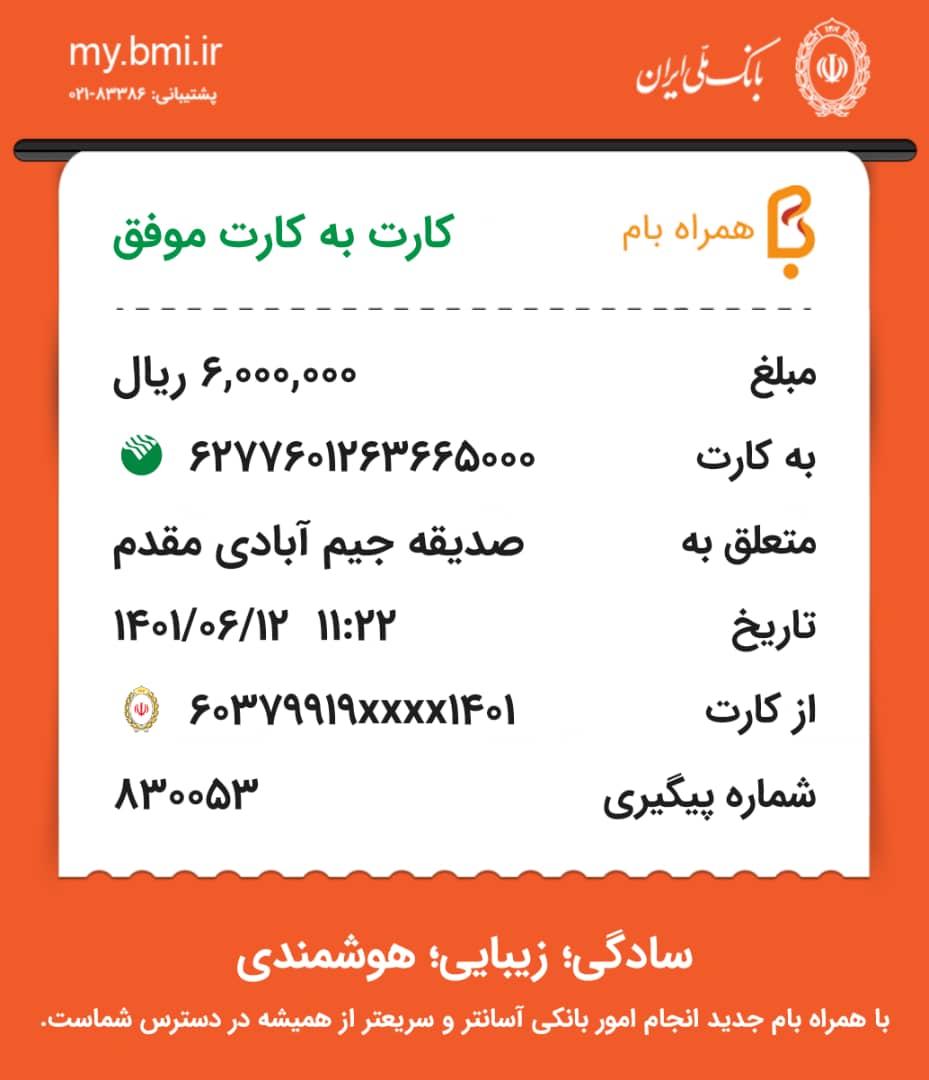 بانک ملّی ایران
my.bmi.ir
پشتیبانی: ۸۳۳۸۶-۰۲۱
همراه بام
کارت به کارت موفق
مبلغ ۶,۰۰۰,۰۰۰ ریال
به کارت ۶۲۷۷۶۰۱۲۶۳۶۶۵۰۰۰
متعلق به صدیقه جیم آبادی مقدم
تاریخ ۱۴۰۱/۰۶/۱۲ ۱۱:۲۲
از کارت ۶۰۳۷۹۹۱۹xxxx۱۴۰۱
شماره پیگیری ۸۳۰۰۵۳
سادگی؛ زیبایی؛ هوشمندی
با همراه بام جدید انجام امور بانکی آسانتر و سریعتر از همیشه در دسترس شماست.